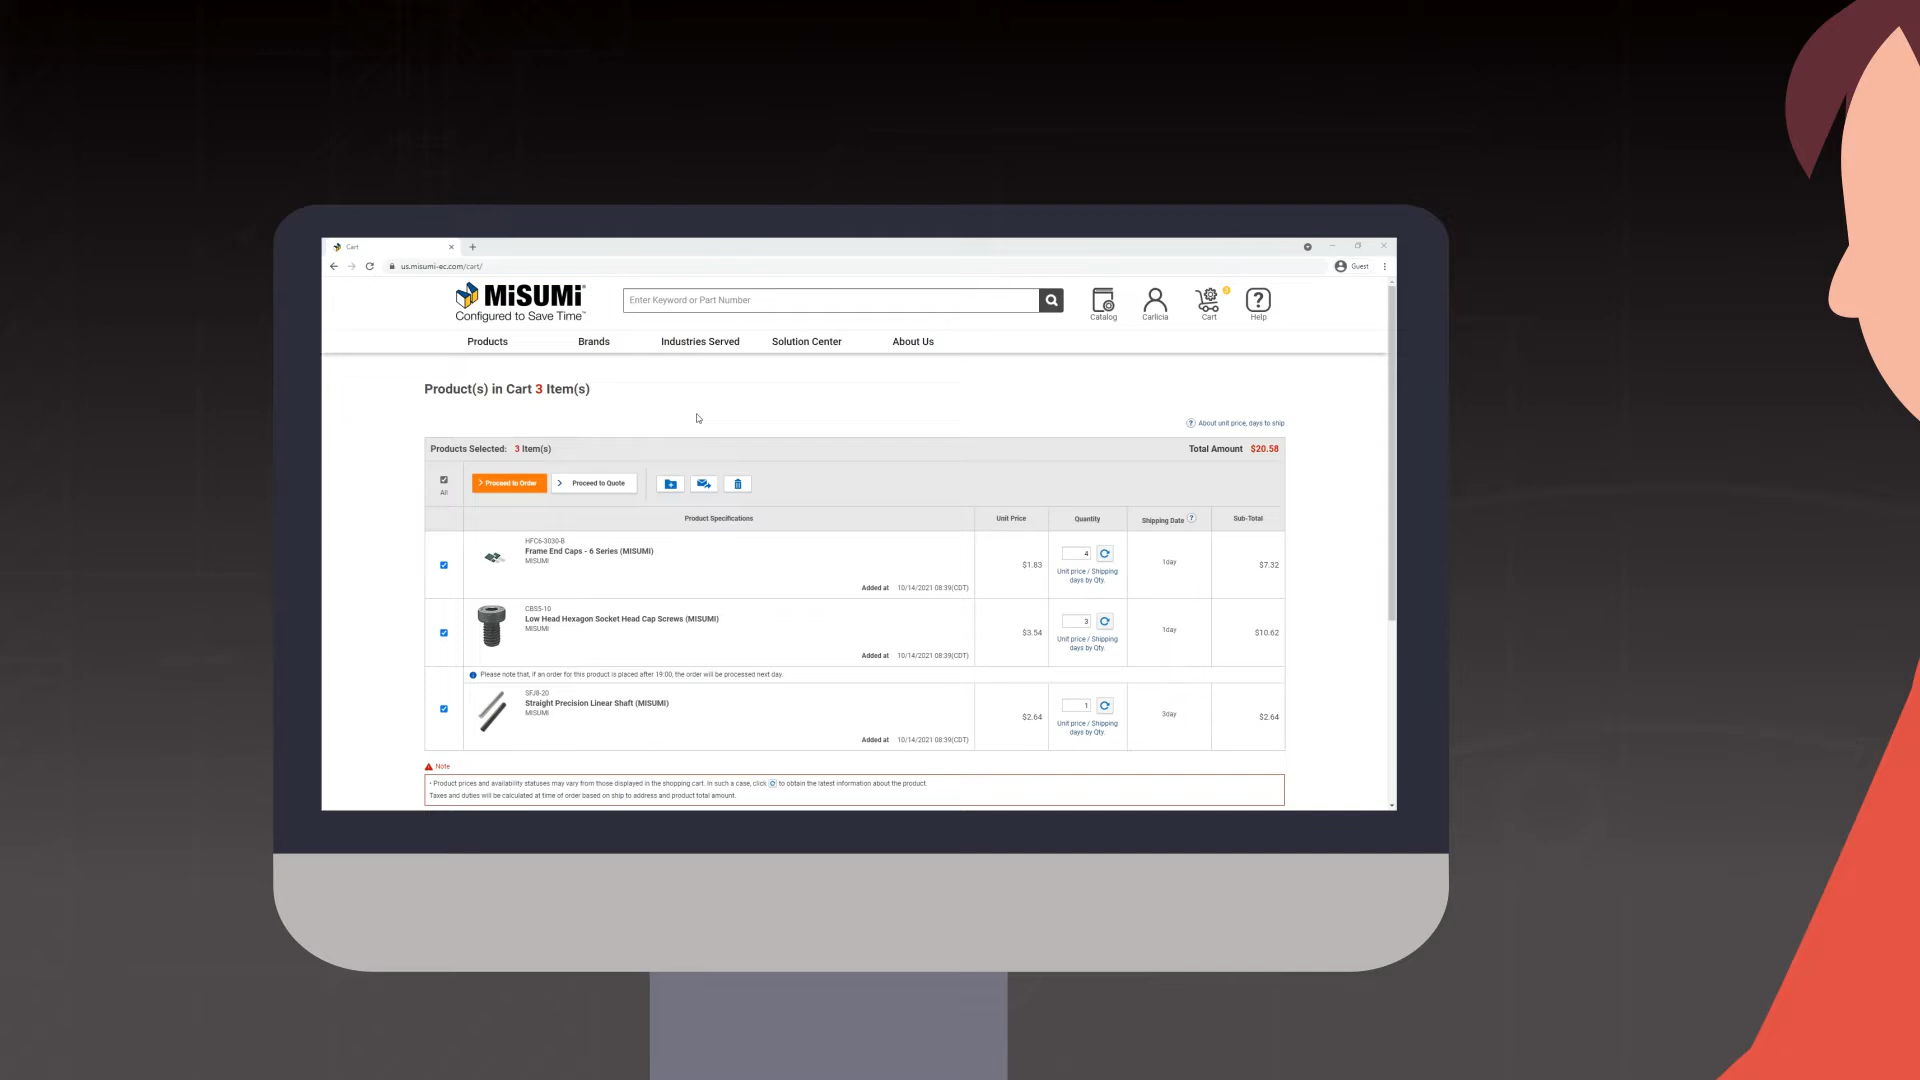 Cart
us.misumi-ec.com/cart/
Guest
MiSUMi
Configured to Save Time™
Enter Keyword or Part Number
Catalog
Carlicia
3
Cart
?
Help
Products
Brands
Industries Served
Solution Center
About Us
Product(s) in Cart 3 Item(s)
? About unit price, days to ship
Products Selected: 3 Item(s)
Total Amount $20.58
All
Proceed to Order
Proceed to Quote
Product Specifications
Unit Price
Quantity
Shipping Date ?
Sub-Total
HFC6-3030-B
Frame End Caps - 6 Series (MISUMI)
MISUMI
Added at 10/14/2021 08:39(CDT)
$1.83
4
Unit price / Shipping
days by Qty.
1day
$7.32
CBS5-10
Low Head Hexagon Socket Head Cap Screws (MISUMI)
MISUMI
Added at 10/14/2021 08:39(CDT)
$3.54
3
Unit price / Shipping
days by Qty.
1day
$10.62
Please note that, if an order for this product is placed after 19:00, the order will be processed next day.
SFJ8-20
Straight Precision Linear Shaft (MISUMI)
MISUMI
Added at 10/14/2021 08:39(CDT)
$2.64
1
Unit price / Shipping
days by Qty.
3day
$2.64
Note
• Product prices and availability statuses may vary from those displayed in the shopping cart. In such a case, click to obtain the latest information about the product.
Taxes and duties will be calculated at time of order based on ship to address and product total amount.